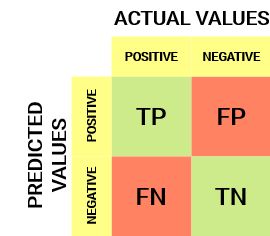 ACTUAL VALUES
POSITIVE NEGATIVE
PREDICTED
VALUES
POSITIVE
TP FP
NEGATIVE
FN TN